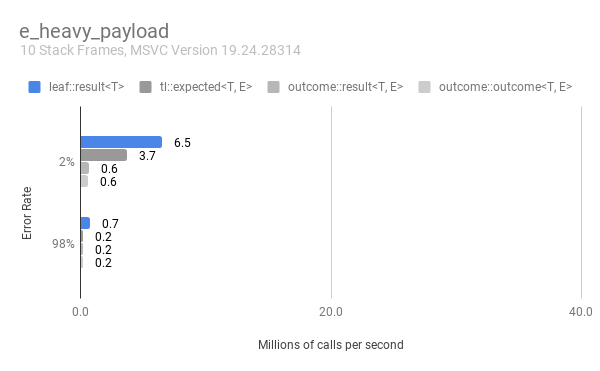 e_heavy_payload
10 Stack Frames, MSVC Version 19.24.28314
leaf::result<T> tl::expected<T, E> outcome::result<T, E> outcome::outcome<T, E>
Error Rate
2%
6.5
3.7
0.6
0.6
98%
0.7
0.2
0.2
0.2
0.0 20.0 40.0
Millions of calls per second